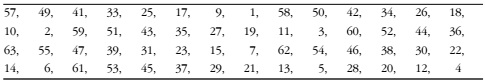 57, 49, 41, 33, 25, 17, 9, 1, 58, 50, 42, 34, 26, 18,
10, 2, 59, 51, 43, 35, 27, 19, 11, 3, 60, 52, 44, 36,
63, 55, 47, 39, 31, 23, 15, 7, 62, 54, 46, 38, 30, 22,
14, 6, 61, 53, 45, 37, 29, 21, 13, 5, 28, 20, 12, 4